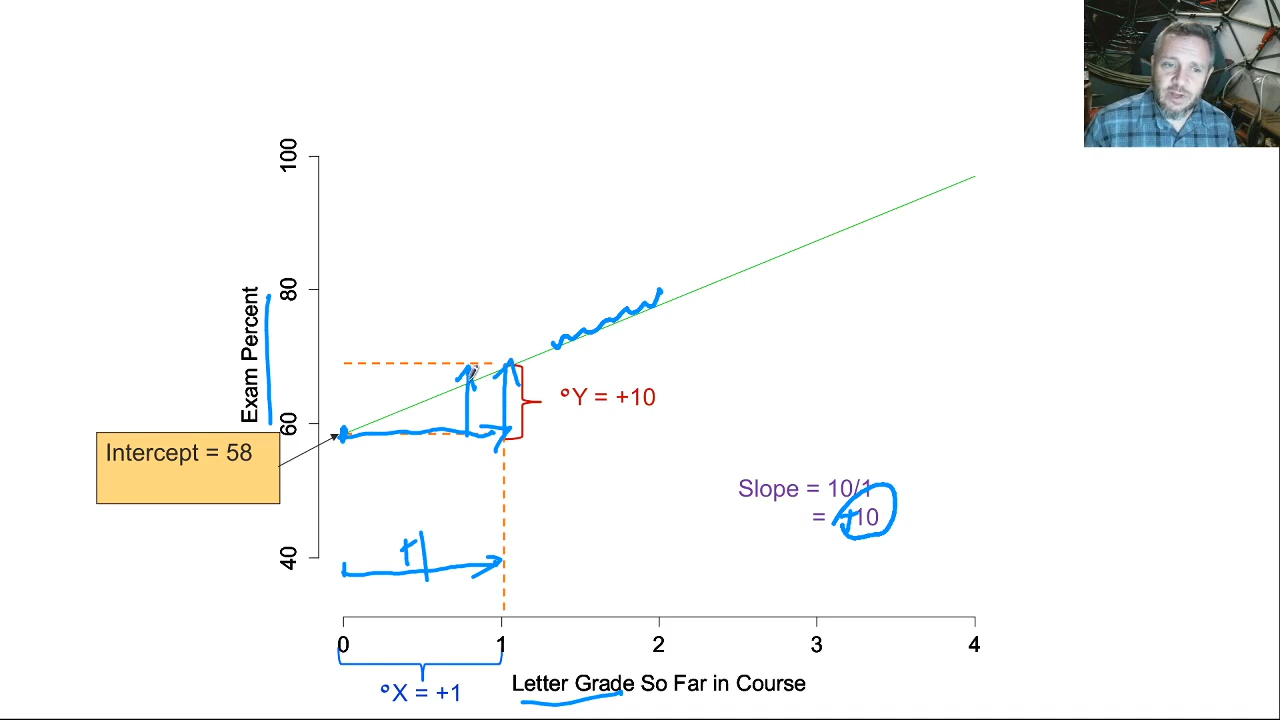 100
80
60
40
Exam Percent
Intercept = 58
°Y = +10
Slope = 10/1
= +10
+1
0 1 2 3 4
°X = +1
Letter Grade So Far in Course